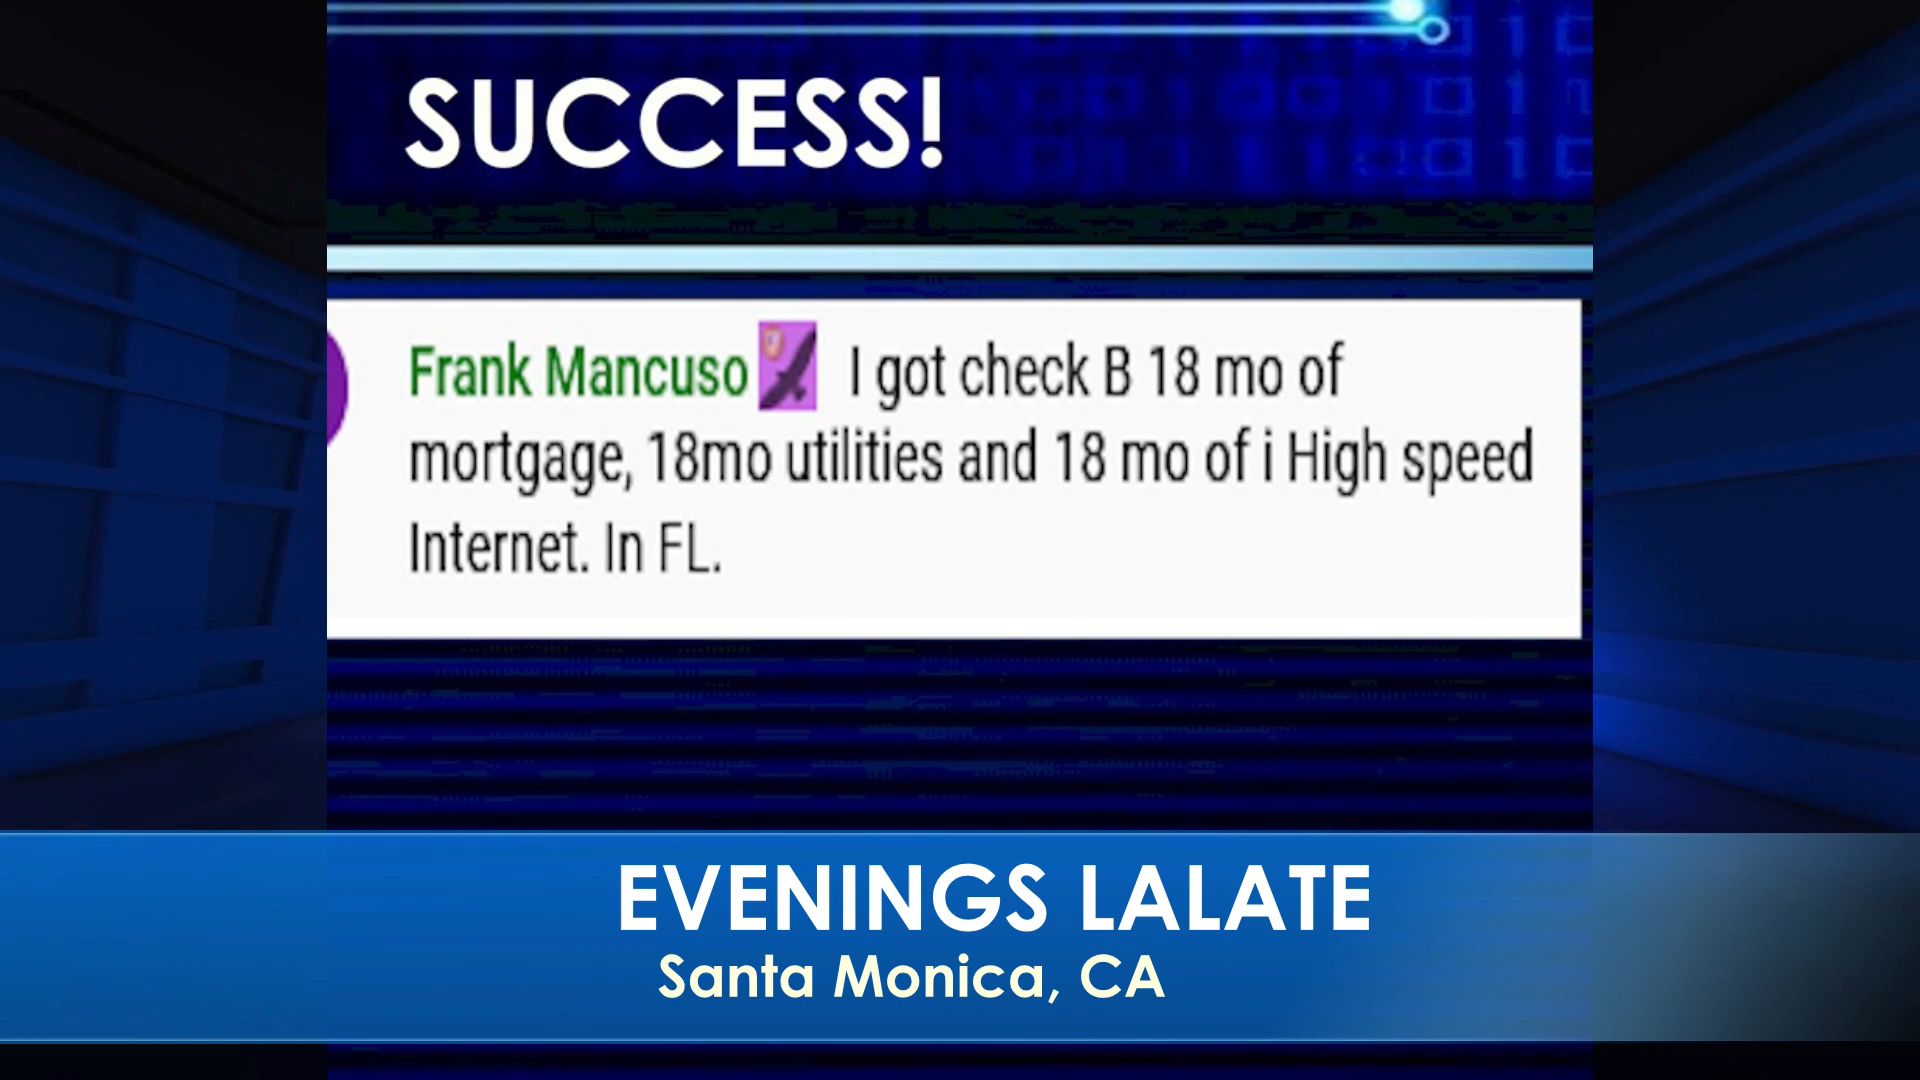 SUCCESS!
Frank Mancuso I got check B 18 mo of
mortgage, 18mo utilities and 18 mo of i High speed
Internet. In FL.
EVENINGS LALATE
Santa Monica, CA